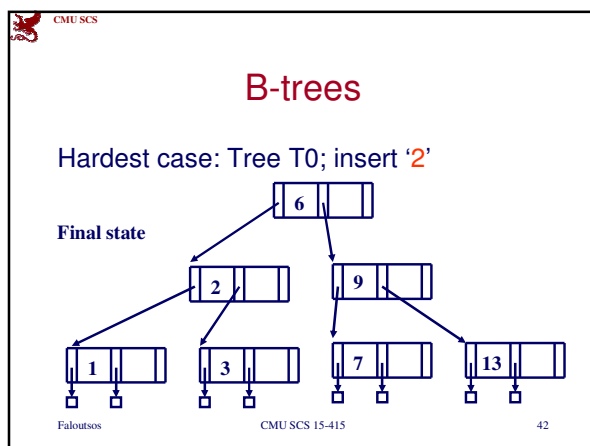 CMU SCS
B-trees
Hardest case: Tree T0; insert ‘2’
6
Final state
2 9
1 3 7 13
Faloutsos CMU SCS 15-415 42